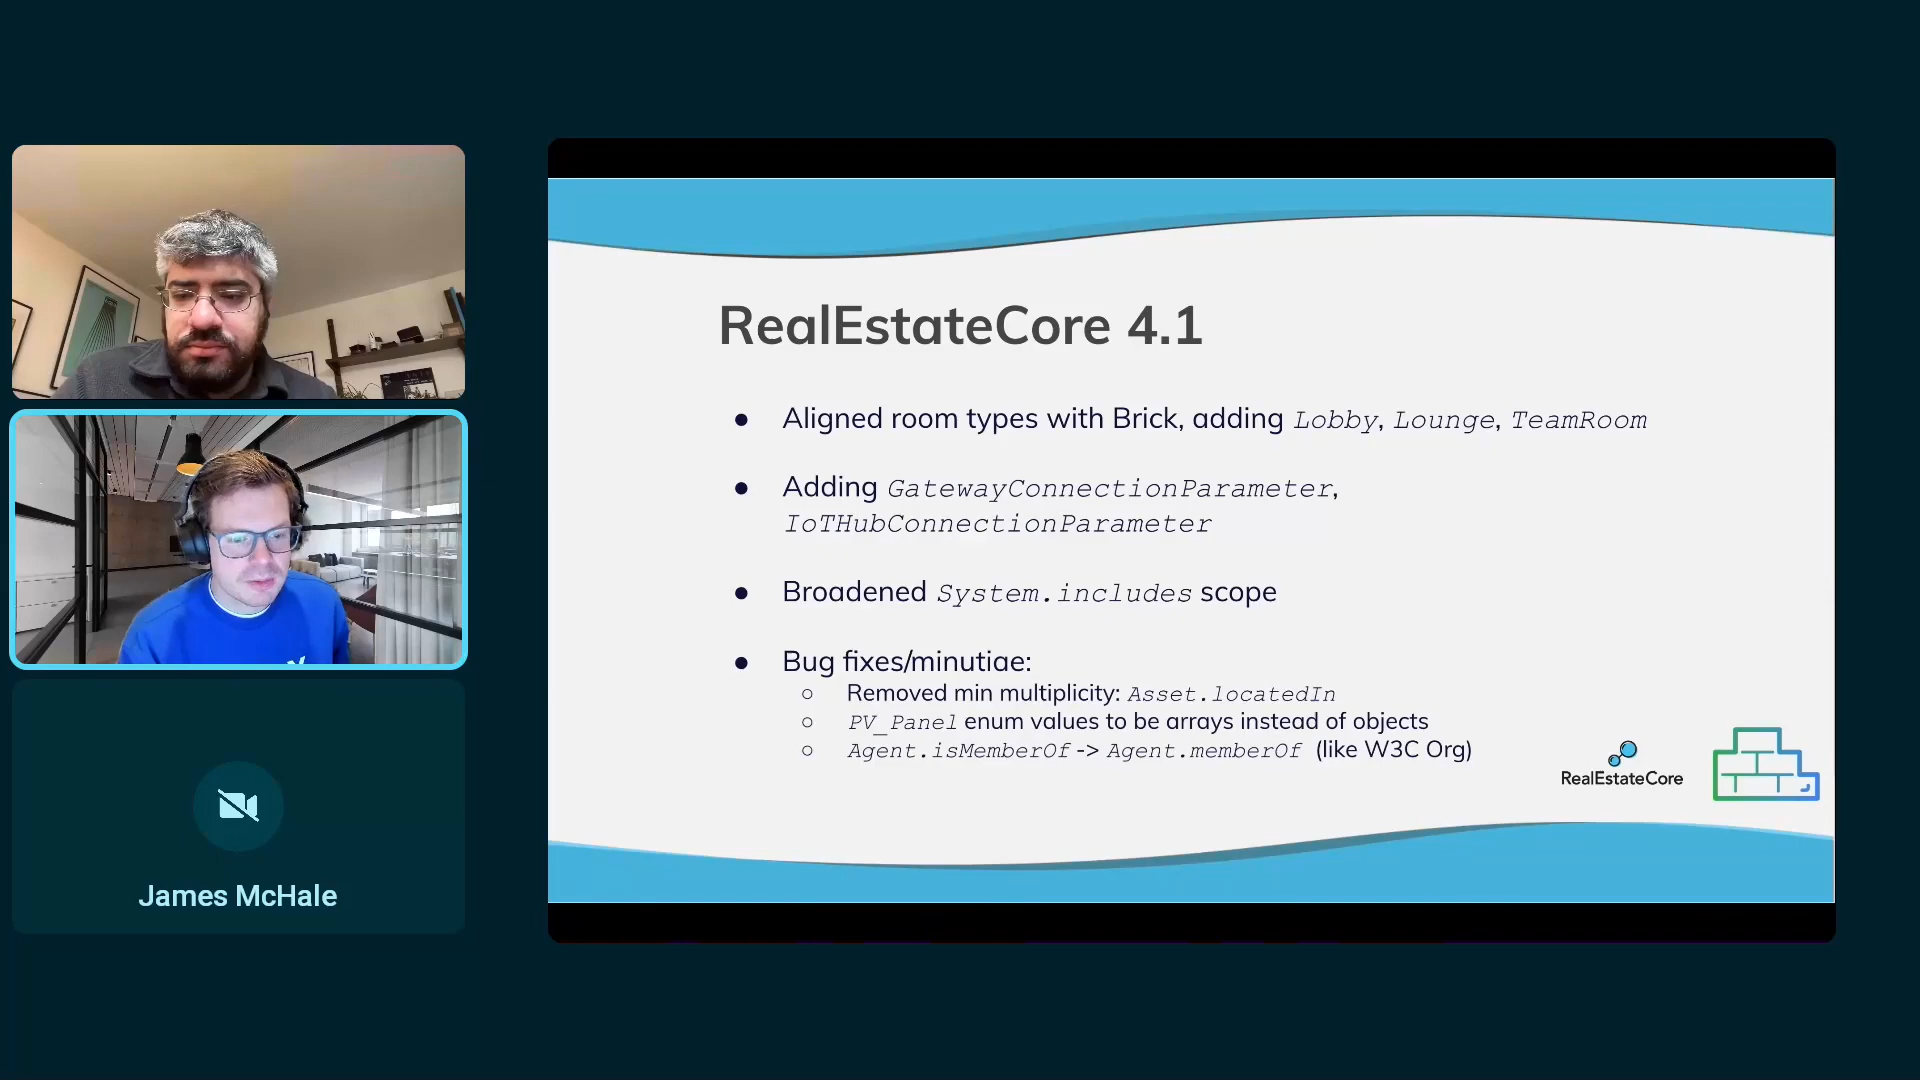 James McHale
RealEstateCore 4.1
● Aligned room types with Brick, adding Lobby, Lounge, TeamRoom
● Adding GatewayConnectionParameter,
IoTHubConnectionParameter
● Broadened System.includes scope
● Bug fixes/minutiae:
○ Removed min multiplicity: Asset.locatedIn
○ PV_Panel enum values to be arrays instead of objects
○ Agent.isMemberOf -> Agent.memberOf (like W3C Org)
RealEstateCore